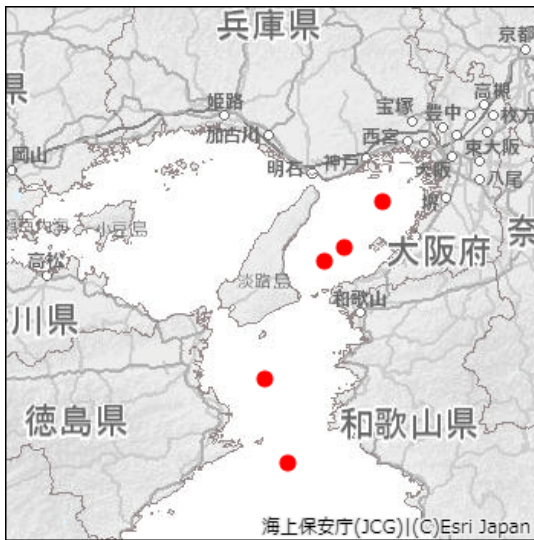 兵庫県
京都
県
姫路
加古川
宝塚
豊中
高槻
枚方
西宮
東大阪
岡山
明石
神戸
大阪
八尾
堺
小豆島
高松
淡路島
大阪府
奈
和歌山
川県
徳島県
和歌山県
海上保安庁(JCG)|(C)Esri Japan